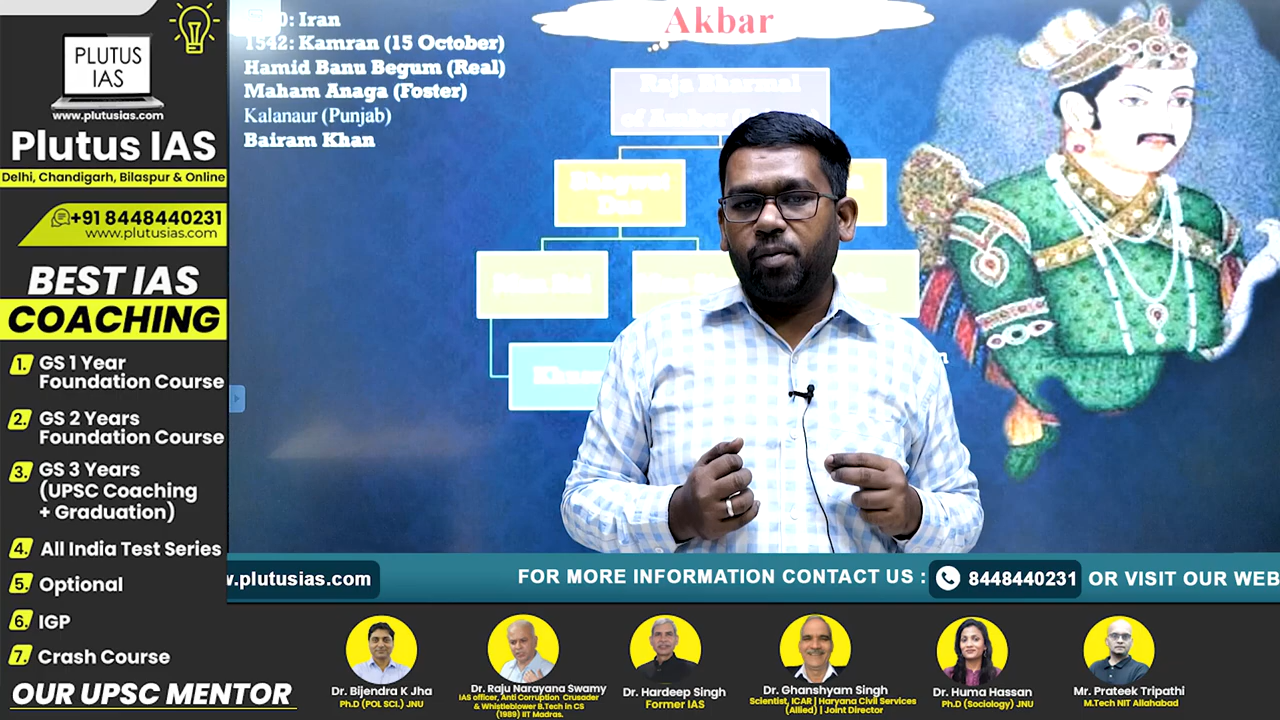 PLUTUS
IAS
www.plutusias.com
Plutus IAS
Delhi, Chandigarh, Bilaspur & Online
+91 8448440231
www.plutusias.com
BEST IAS
COACHING
1. GS 1 Year
Foundation Course
2. GS 2 Years
Foundation Course
3. GS 3 Years
(UPSC Coaching
+ Graduation)
4. All India Test Series
5. Optional
6. IGP
7. Crash Course
OUR UPSC MENTOR
Akbar
: Iran
1542: Kamran (15 October)
Hamid Banu Begum (Real)
Maham Anaga (Foster)
Kalanaur (Punjab)
Bairam Khan
Raja Bharmal
of Amber
Bhagwat
Das
.plutusias.com
FOR MORE INFORMATION CONTACT US : 8448440231 OR VISIT OUR WEB
Dr. Bijendra K Jha
Ph.D (POL SCI.) JNU
Dr. Raju Narayana Swamy
IAS officer, Anti Corruption Crusader
& Whistleblower B.Tech in CS
(1989) IIT Madras.
Dr. Hardeep Singh
Former IAS
Dr. Ghanshyam Singh
Scientist, ICAR | Haryana Civil Services
(Allied) | Joint Director
Dr. Huma Hassan
Ph.D (Sociology) JNU
Mr. Prateek Tripathi
M.Tech NIT Allahabad